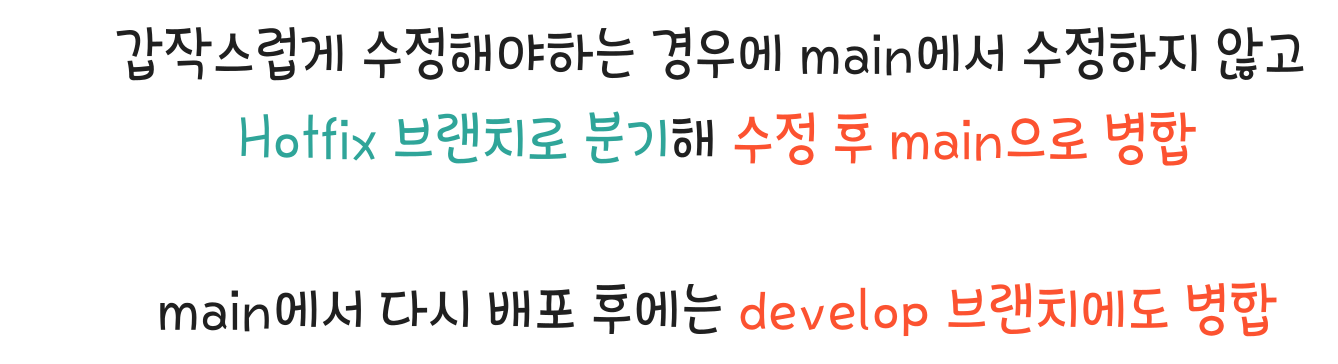 갑작스럽게 수정해야하는 경우에 main에서 수정하지 않고
Hotfix 브랜치로 분기해 수정 후 main으로 병합
main에서 다시 배포 후에는 develop 브랜치에도 병합